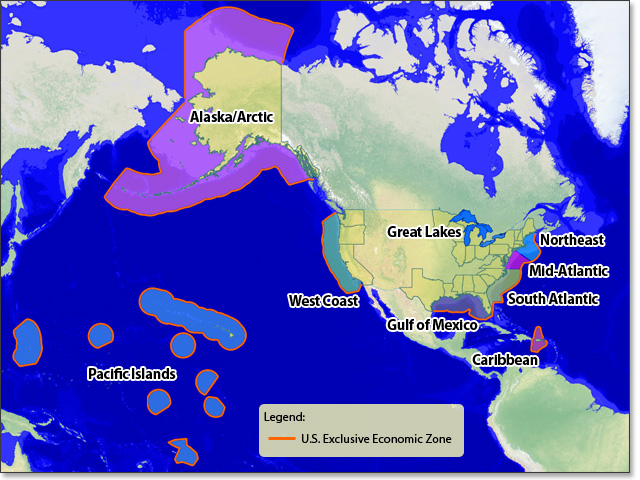 Alaska/Arctic
Great Lakes
Northeast
Mid-Atlantic
South Atlantic
West Coast
Gulf of Mexico
Caribbean
Pacific Islands
Legend:
U.S. Exclusive Economic Zone